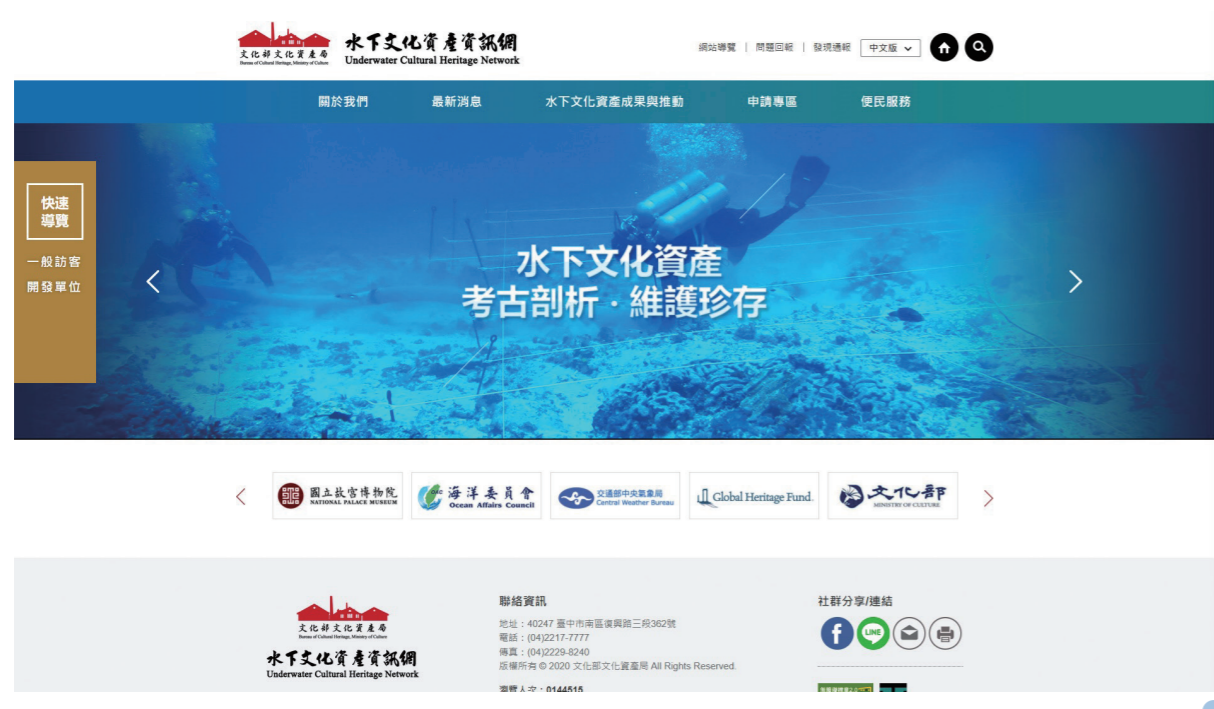 文化部文化資產局
Bureau of Cultural Heritage, Ministry of Culture
水下文化資產資訊網
Underwater Cultural Heritage Network
網站導覽 | 問題回報 | 發現通報 中文版
關於我們 最新消息 水下文化資產成果與推動 申請專區 便民服務
快速
導覽
一般訪客
開發單位
水下文化資產
考古剖析 · 維護珍存
國立故宮博物院
NATIONAL PALACE MUSEUM
海洋委員會
Ocean Affairs Council
交通部中央氣象局
Central Weather Bureau
Global Heritage Fund.
文化部
MINISTRY OF CULTURE
文化部文化資產局
Bureau of Cultural Heritage, Ministry of Culture
水下文化資產資訊網
Underwater Cultural Heritage Network
聯絡資訊
地址：40247 臺中市南區復興路三段362號
電話：(04)2217-7777
傳真：(04)2229-8240
版權所有 © 2020 文化部文化資產局 All Rights Reserved.
瀏覽人次：0144515
社群分享/連結
f
LINE